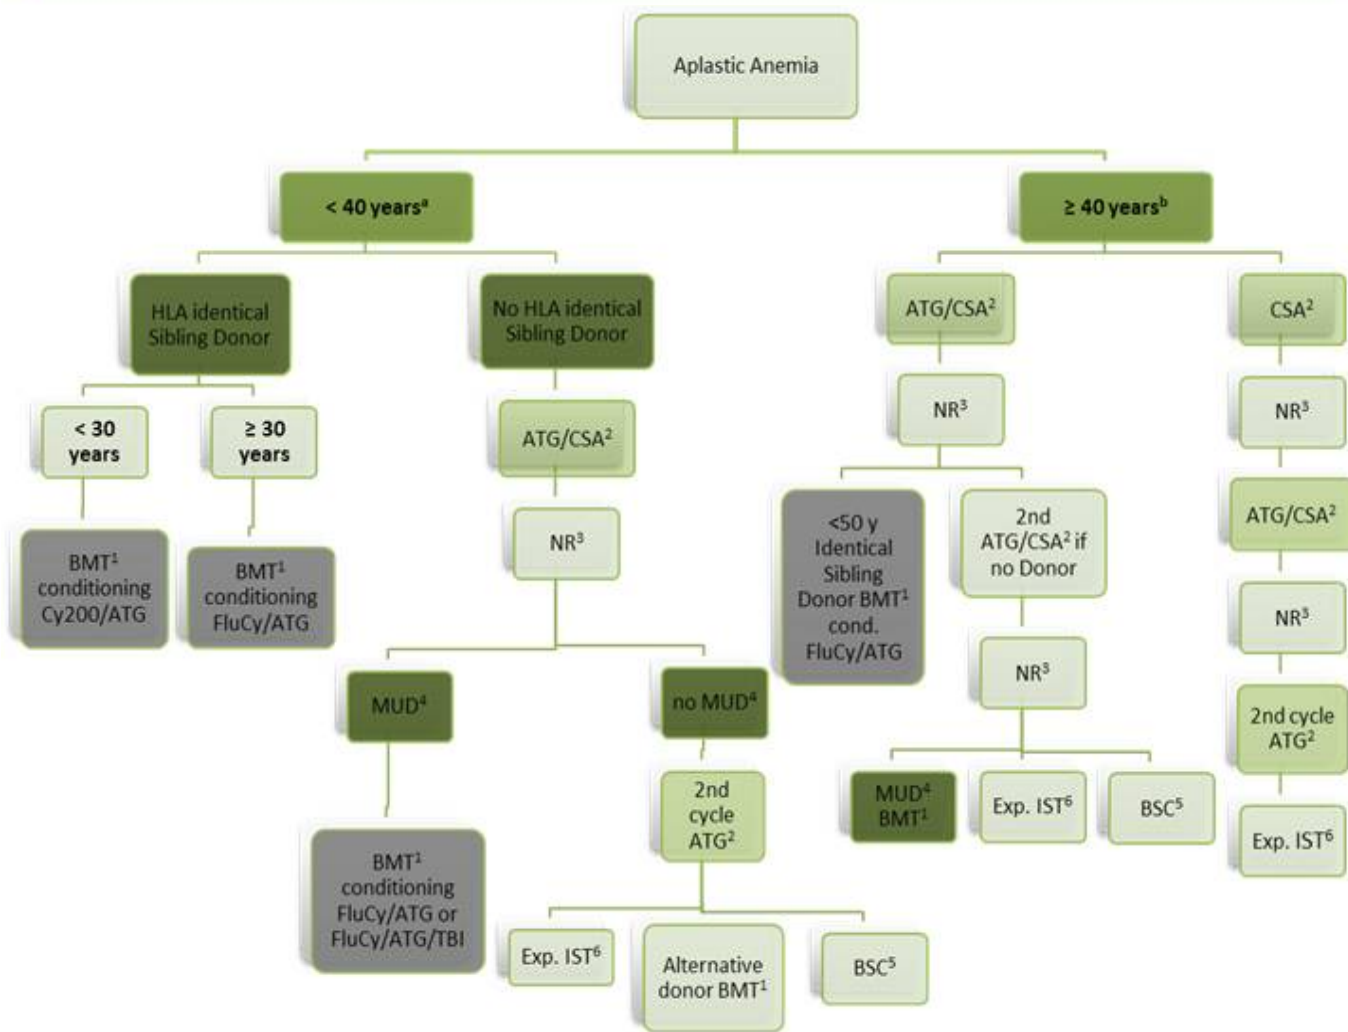 Aplastic Anemia
< 40 yearsᵃ
≥ 40 yearsᵇ
HLA identical
Sibling Donor
No HLA identical
Sibling Donor
ATG/CSA²
CSA²
< 30
years
≥ 30
years
ATG/CSA²
NR³
NR³
BMT¹
conditioning
Cy200/ATG
BMT¹
conditioning
FluCy/ATG
NR³
<50 y
Identical
Sibling
Donor BMT¹
cond.
FluCy/ATG
2nd
ATG/CSA² if
no Donor
ATG/CSA²
NR³
NR³
MUD⁴
no MUD⁴
2nd cycle
ATG²
BMT¹
conditioning
FluCy/ATG or
FluCy/ATG/TBI
2nd
cycle
ATG²
MUD⁴
BMT¹
Exp. IST⁶
BSC⁵
Exp. IST⁶
Exp. IST⁶
Alternative
donor BMT¹
BSC⁵